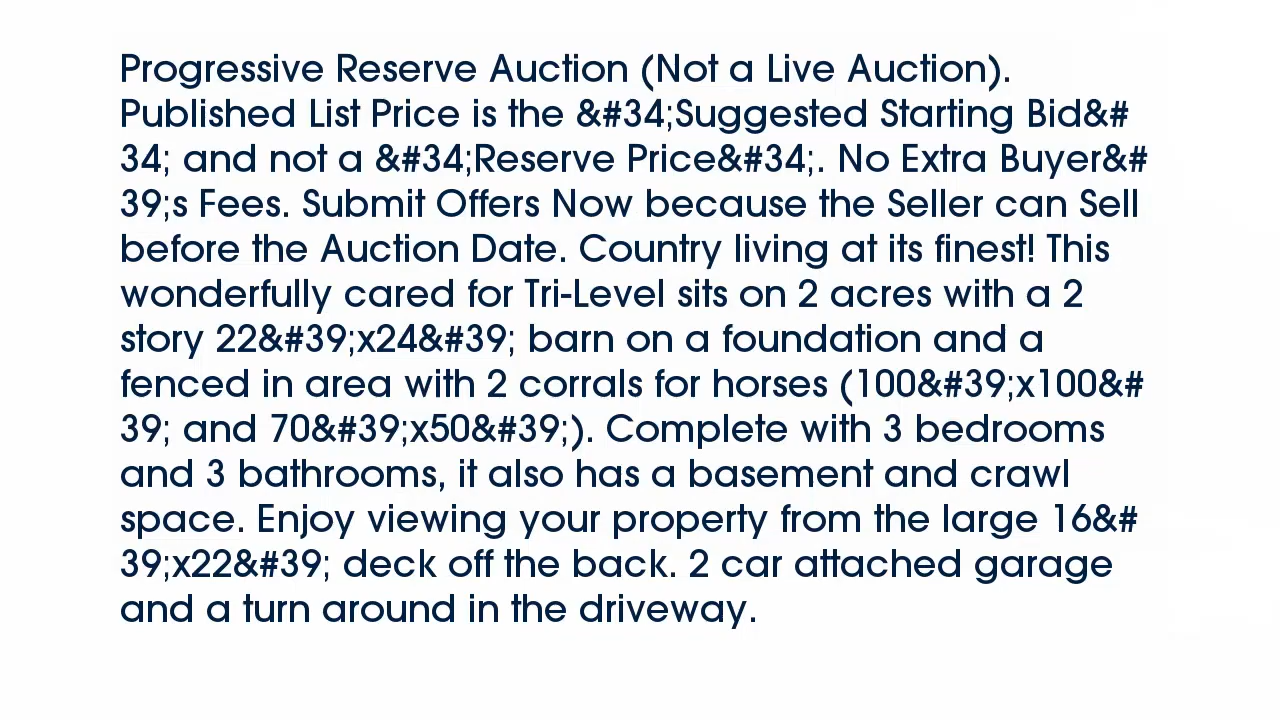 Progressive Reserve Auction (Not a Live Auction).
Published List Price is the &#34;Suggested Starting Bid&#
34; and not a &#34;Reserve Price&#34;. No Extra Buyer&#
39;s Fees. Submit Offers Now because the Seller can Sell
before the Auction Date. Country living at its finest! This
wonderfully cared for Tri-Level sits on 2 acres with a 2
story 22&#39;x24&#39; barn on a foundation and a
fenced in area with 2 corrals for horses (100&#39;x100&#
39; and 70&#39;x50&#39;). Complete with 3 bedrooms
and 3 bathrooms, it also has a basement and crawl
space. Enjoy viewing your property from the large 16&#
39;x22&#39; deck off the back. 2 car attached garage
and a turn around in the driveway.